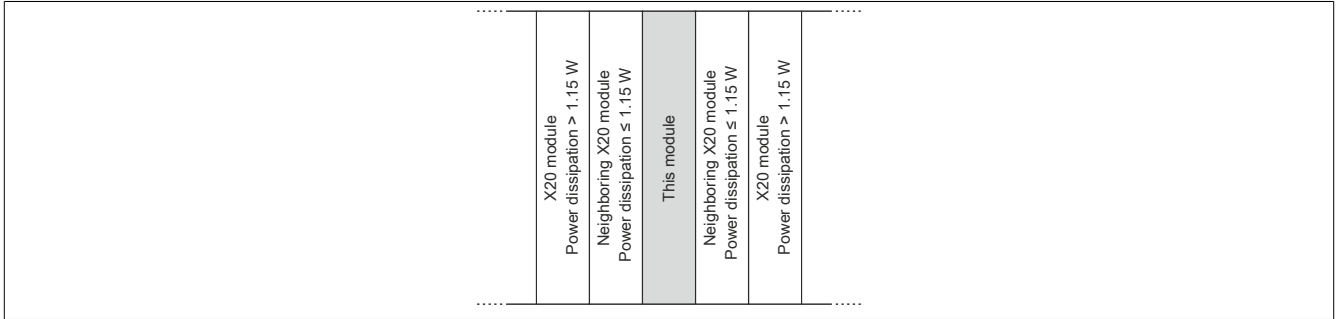 X20 module
Power dissipation > 1.15 W
Neighboring X20 module
Power dissipation ≤ 1.15 W
This module
Neighboring X20 module
Power dissipation ≤ 1.15 W
X20 module
Power dissipation > 1.15 W